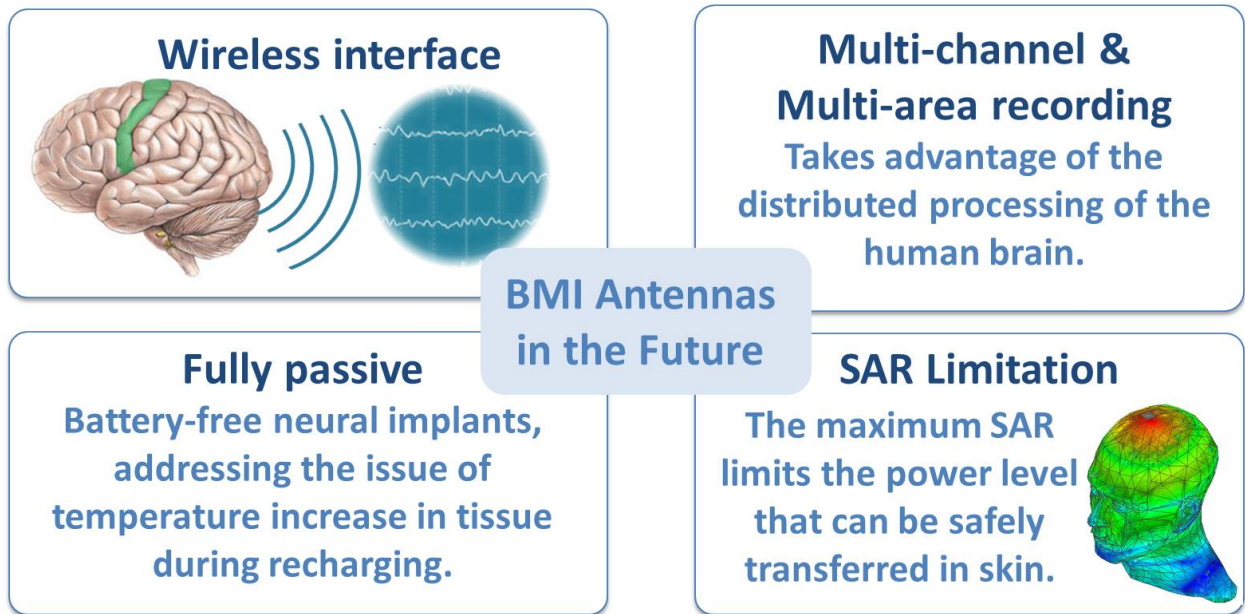 Wireless interface
Multi-channel &
Multi-area recording
Takes advantage of the
distributed processing of the
human brain.
BMI Antennas
in the Future
Fully passive
Battery-free neural implants,
addressing the issue of
temperature increase in tissue
during recharging.
SAR Limitation
The maximum SAR
limits the power level
that can be safely
transferred in skin.